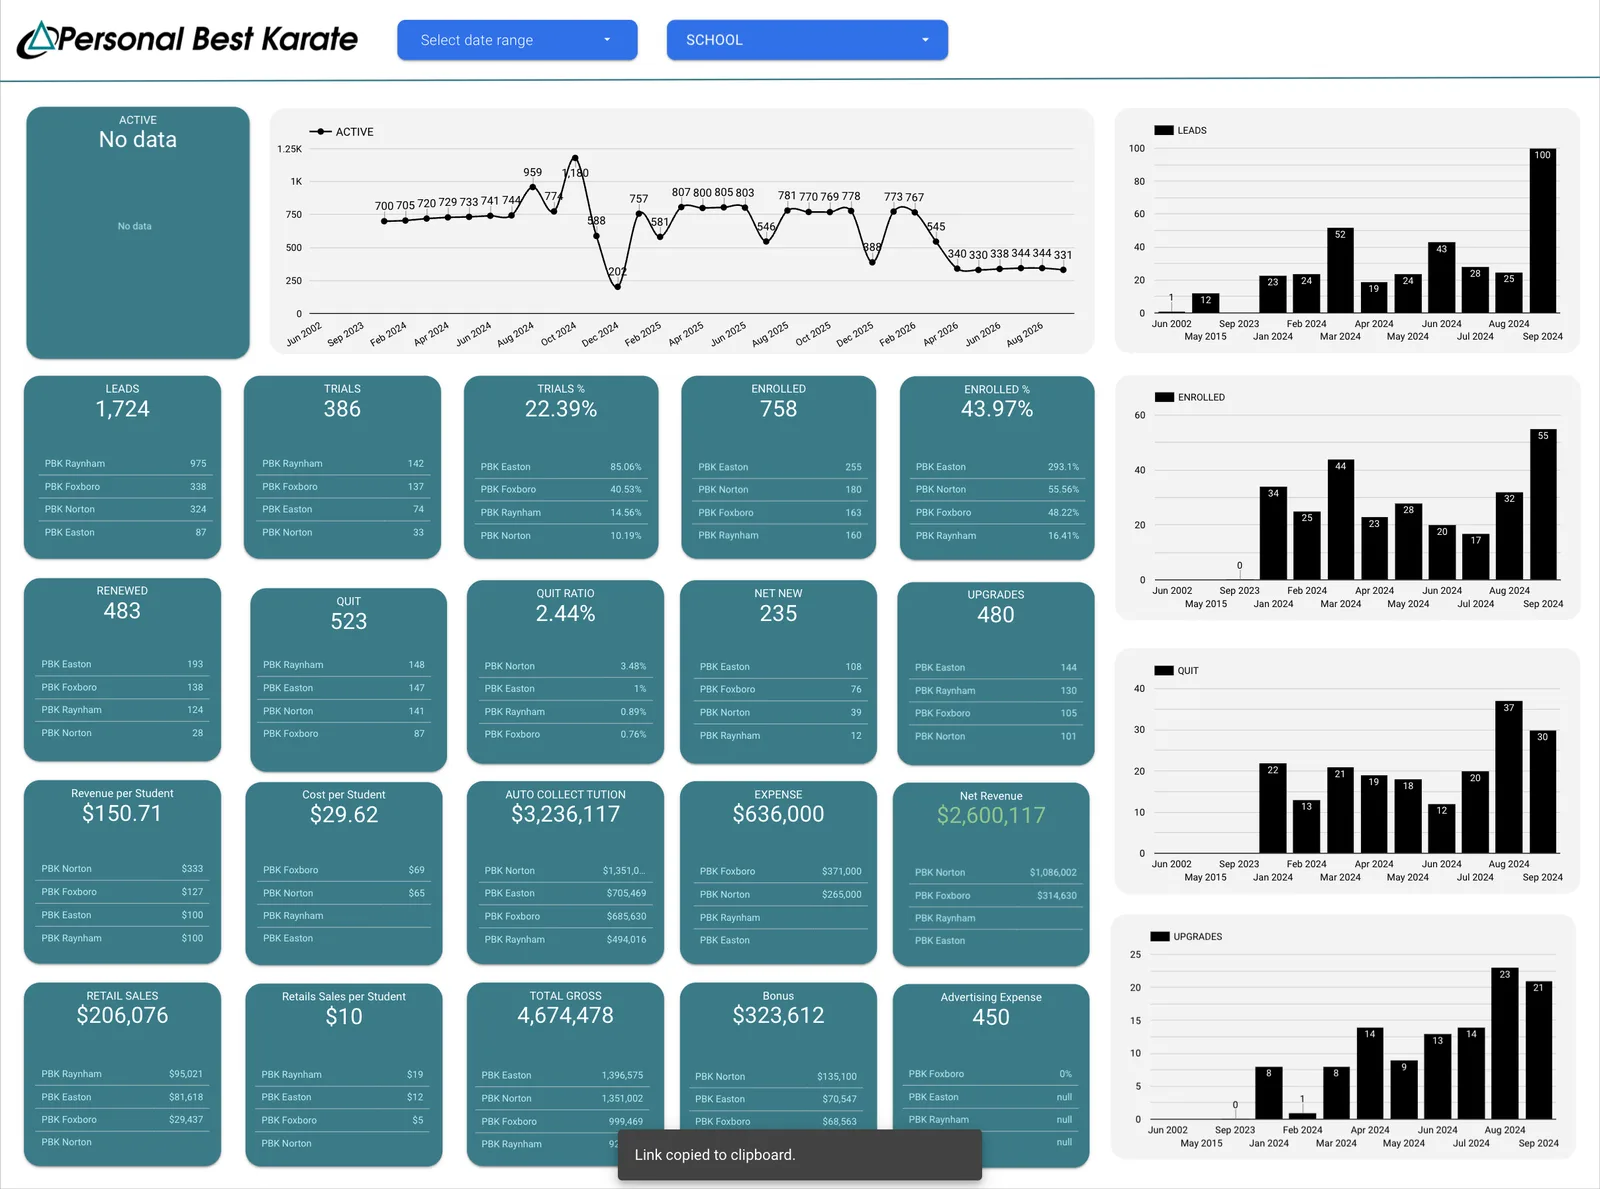 Personal Best Karate
Select date range
SCHOOL
ACTIVE
No data
No data
ACTIVE
1.25K
1K
750
500
250
0
700 705 720 729 733 741 744 959 774 1,180 588 202 757 581 807 800 805 803 546 781 770 769 778 388 773 767 545 340 330 338 344 344 331
Jun 2002 Sep 2023 Feb 2024 Apr 2024 Jun 2024 Aug 2024 Oct 2024 Dec 2024 Feb 2025 Apr 2025 Jun 2025 Aug 2025 Oct 2025 Dec 2025 Feb 2026 Apr 2026 Jun 2026 Aug 2026
LEADS
100
80
60
40
20
0
1 12 23 24 52 19 24 43 28 25 100
Jun 2002 Sep 2023 Feb 2024 Apr 2024 Jun 2024 Aug 2024
May 2015 Jan 2024 Mar 2024 May 2024 Jul 2024 Sep 2024
LEADS
1,724
PBK Raynham 975
PBK Foxboro 338
PBK Norton 324
PBK Easton 87
TRIALS
386
PBK Raynham 142
PBK Foxboro 137
PBK Easton 74
PBK Norton 33
TRIALS %
22.39%
PBK Easton 85.06%
PBK Foxboro 40.53%
PBK Raynham 14.56%
PBK Norton 10.19%
ENROLLED
758
PBK Easton 255
PBK Norton 180
PBK Foxboro 163
PBK Raynham 160
ENROLLED %
43.97%
PBK Easton 293.1%
PBK Norton 55.56%
PBK Foxboro 48.22%
PBK Raynham 16.41%
ENROLLED
60
40
20
0
0 34 25 44 23 28 20 17 32 55
Jun 2002 Sep 2023 Feb 2024 Apr 2024 Jun 2024 Aug 2024
May 2015 Jan 2024 Mar 2024 May 2024 Jul 2024 Sep 2024
RENEWED
483
PBK Easton 193
PBK Foxboro 138
PBK Raynham 124
PBK Norton 28
QUIT
523
PBK Raynham 148
PBK Easton 147
PBK Norton 141
PBK Foxboro 87
QUIT RATIO
2.44%
PBK Norton 3.48%
PBK Easton 1%
PBK Raynham 0.89%
PBK Foxboro 0.76%
NET NEW
235
PBK Easton 108
PBK Foxboro 76
PBK Norton 39
PBK Raynham 12
UPGRADES
480
PBK Easton 144
PBK Raynham 130
PBK Foxboro 105
PBK Norton 101
QUIT
40
30
20
10
0
22 13 21 19 18 12 20 37 30
Jun 2002 Sep 2023 Feb 2024 Apr 2024 Jun 2024 Aug 2024
May 2015 Jan 2024 Mar 2024 May 2024 Jul 2024 Sep 2024
Revenue per Student
$150.71
PBK Norton $333
PBK Foxboro $127
PBK Easton $100
PBK Raynham $100
Cost per Student
$29.62
PBK Foxboro $69
PBK Norton $65
PBK Raynham
PBK Easton
AUTO COLLECT TUTION
$3,236,117
PBK Norton $1,351,0...
PBK Easton $705,469
PBK Foxboro $685,630
PBK Raynham $494,016
EXPENSE
$636,000
PBK Foxboro $371,000
PBK Norton $265,000
PBK Raynham
PBK Easton
Net Revenue
$2,600,117
PBK Norton $1,086,002
PBK Foxboro $314,630
PBK Raynham
PBK Easton
UPGRADES
25
20
15
10
5
0
0 8 1 8 14 9 13 14 23 21
Jun 2002 Sep 2023 Feb 2024 Apr 2024 Jun 2024 Aug 2024
May 2015 Jan 2024 Mar 2024 May 2024 Jul 2024 Sep 2024
RETAIL SALES
$206,076
PBK Raynham $95,021
PBK Easton $81,618
PBK Foxboro $29,437
PBK Norton
Retails Sales per Student
$10
PBK Raynham $19
PBK Easton $12
PBK Foxboro $5
PBK Norton
TOTAL GROSS
4,674,478
PBK Easton 1,396,575
PBK Norton 1,351,002
PBK Foxboro 999,469
PBK Raynham 92
Bonus
$323,612
PBK Norton $135,100
PBK Easton $70,547
PBK Foxboro $68,563
Advertising Expense
450
PBK Foxboro 0%
PBK Easton null
PBK Raynham null
null
Link copied to clipboard.